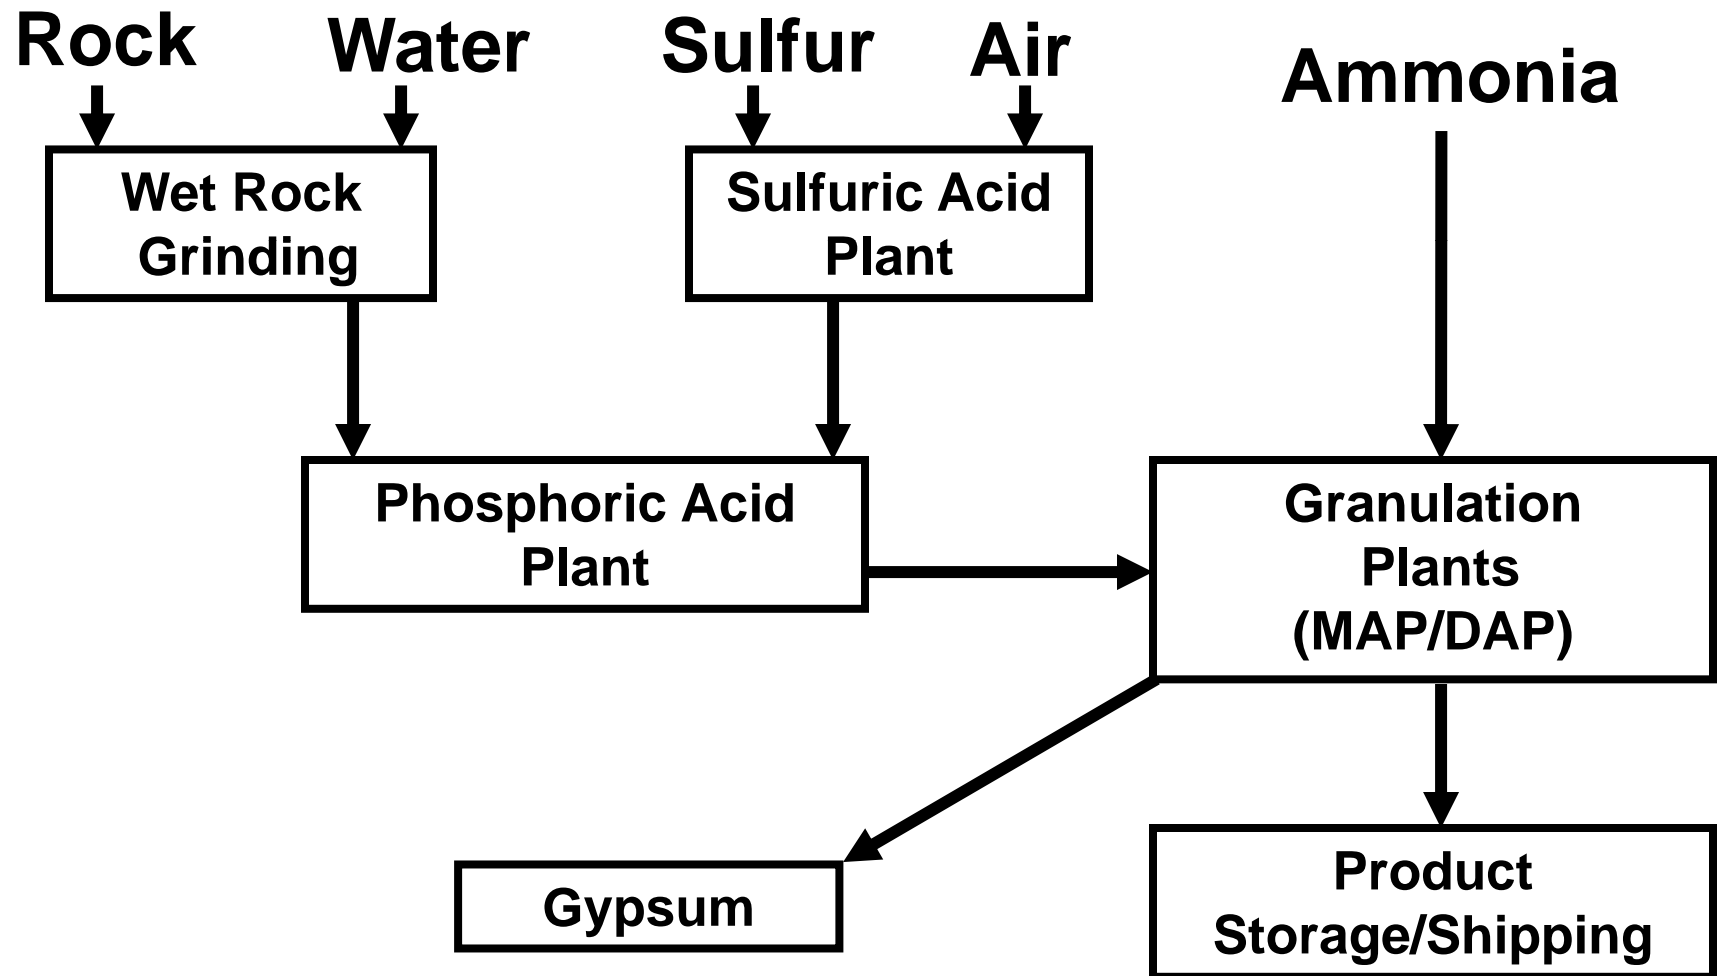 Rock
Water
Sulfur
Air
Ammonia
Wet Rock
Grinding
Sulfuric Acid
Plant
Phosphoric Acid
Plant
Granulation
Plants
(MAP/DAP)
Gypsum
Product
Storage/Shipping